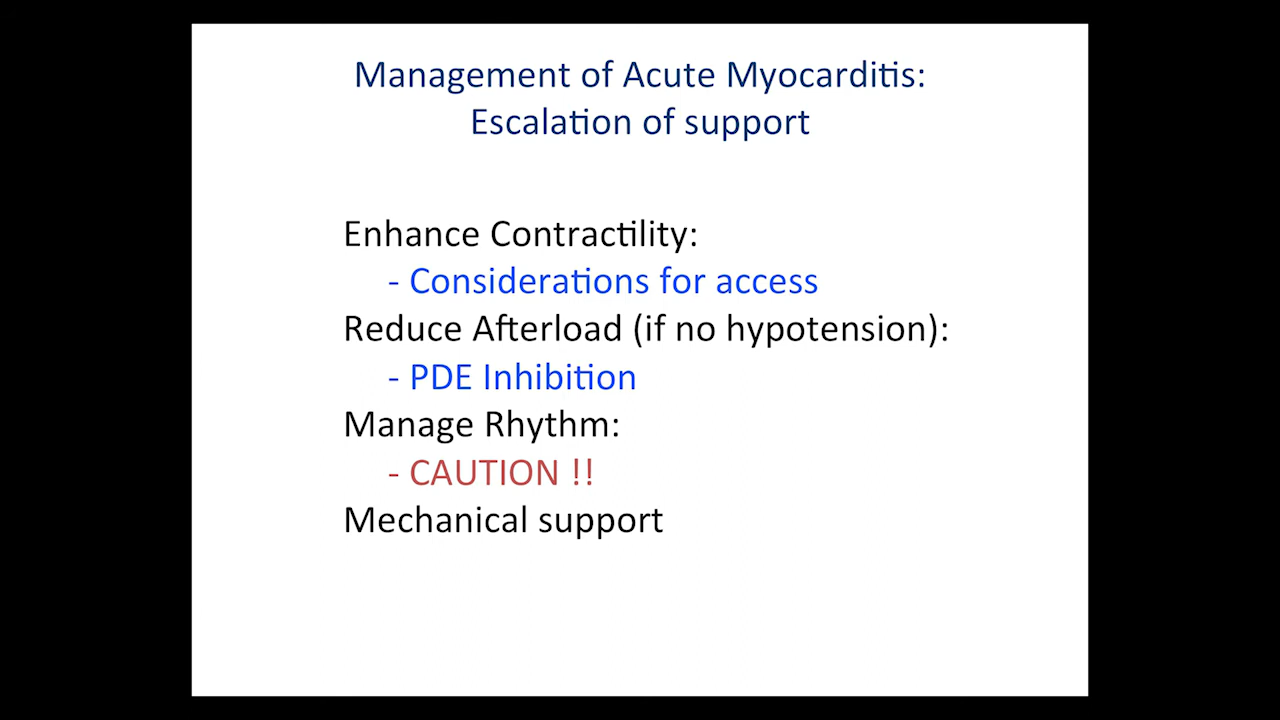 Management of Acute Myocarditis:
Escalation of support
Enhance Contractility:
- Considerations for access
Reduce Afterload (if no hypotension):
- PDE Inhibition
Manage Rhythm:
- CAUTION !!
Mechanical support